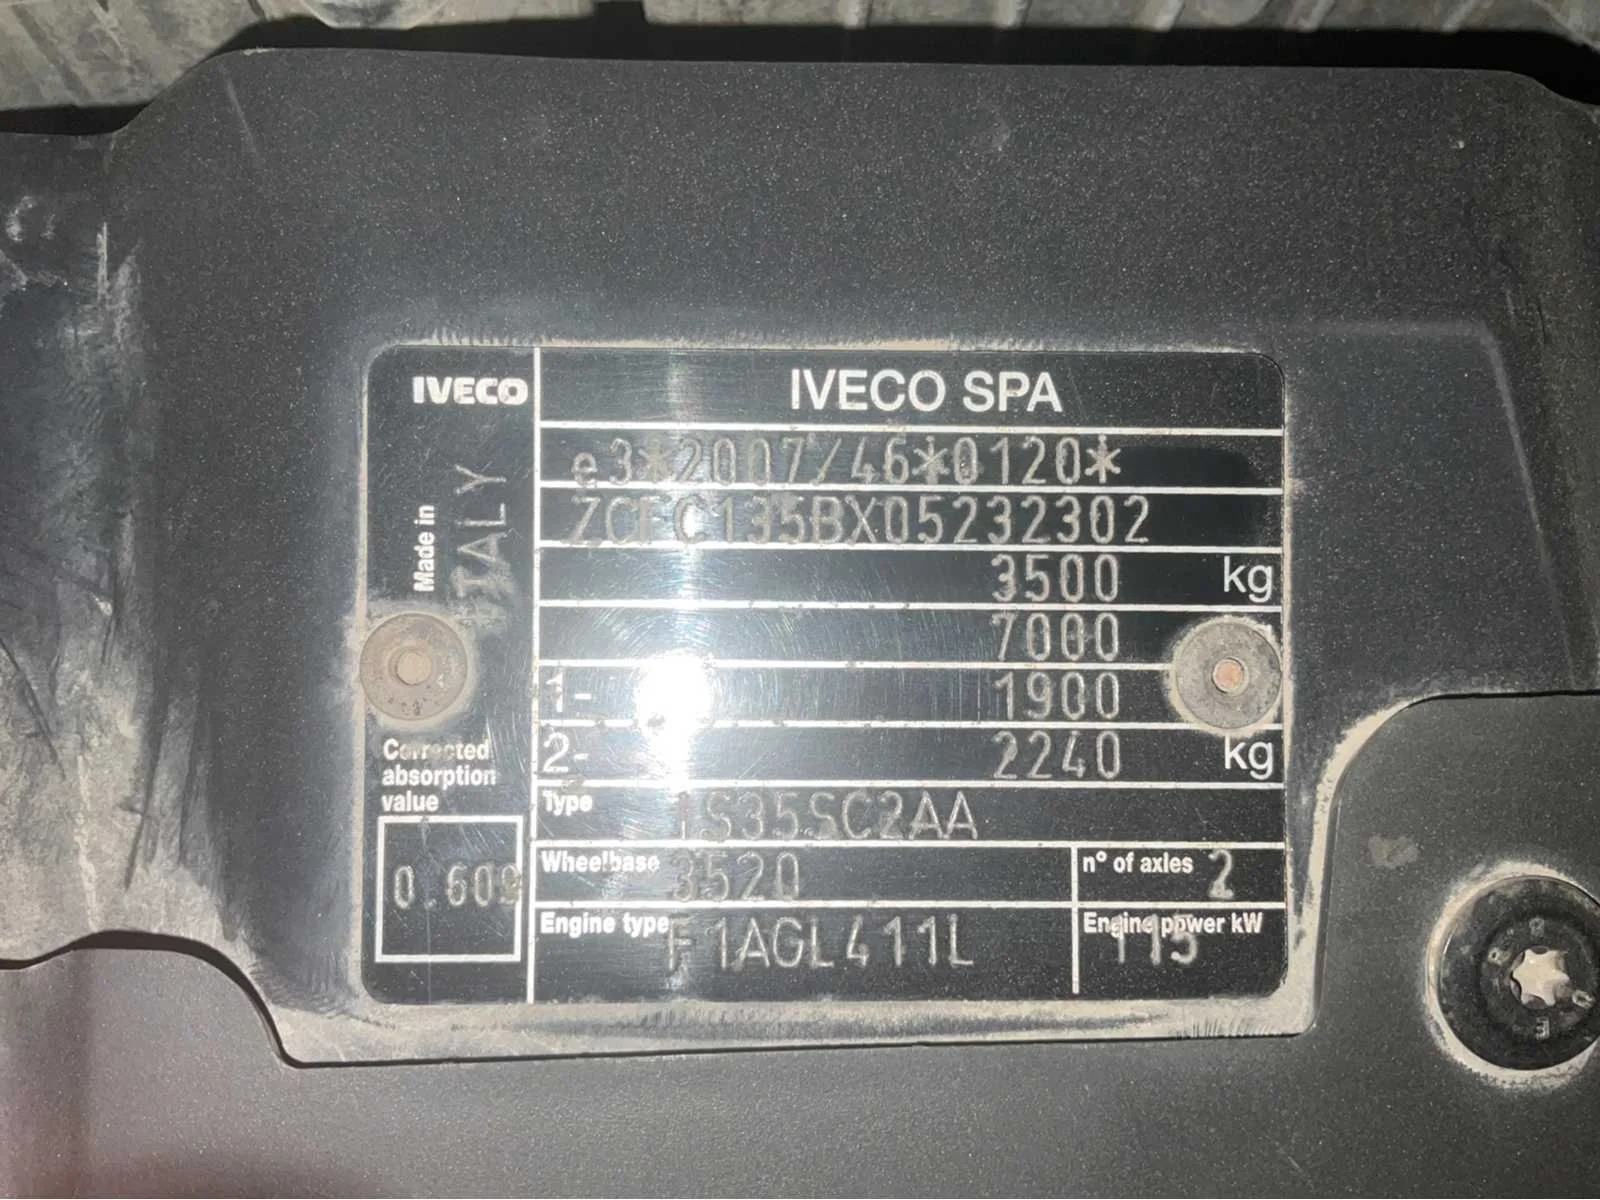 IVECO
IVECO SPA
e3*2007/46*0120*
ZCFC135BX05232302
3500 kg
7000
1- 1900
2- 2240 kg
Made in ITALY
Corrected
absorption
value
0.609
Type 1S35SC2AA
Wheelbase 3520
n° of axles 2
Engine type F1AGL411L
Engine power kW 115